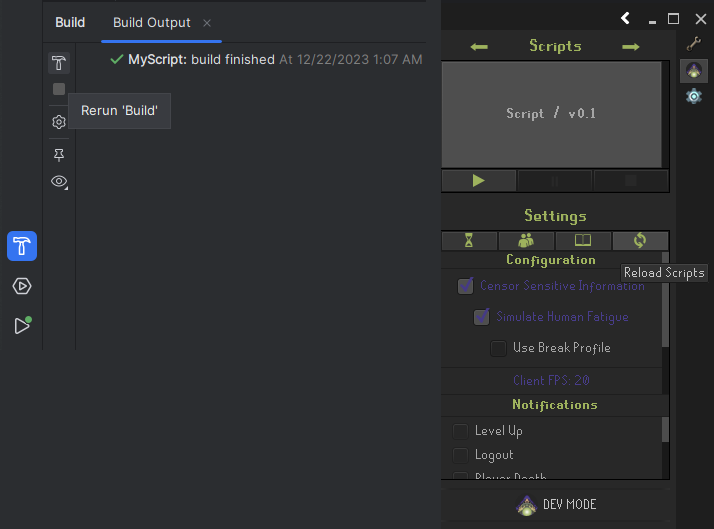 Build
Build Output
MyScript: build finished At 12/22/2023 1:07 AM
Rerun 'Build'
Scripts
Script / v0.1
Settings
Configuration
Reload Scripts
Censor Sensitive Information
Simulate Human Fatigue
Use Break Profile
Client FPS: 20
Notifications
Level Up
Logout
Player Death
DEV MODE